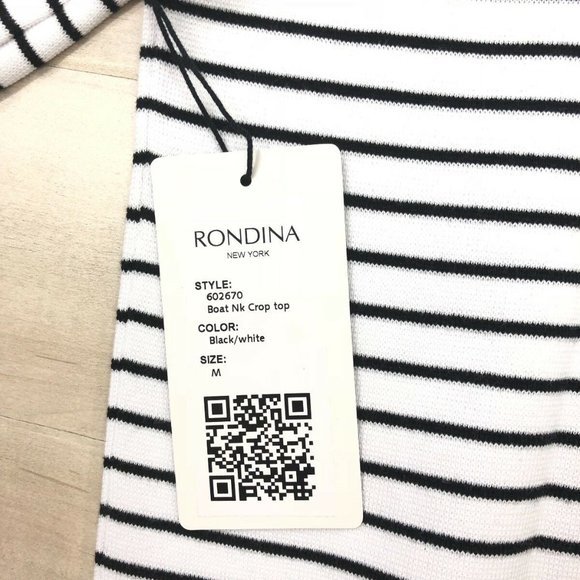 RONDINA
NEW YORK
STYLE:
602670
Boat Nk Crop top
COLOR:
Black/white
SIZE:
M